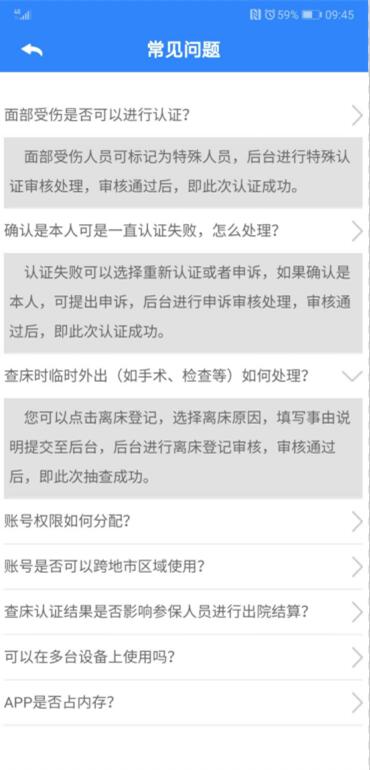 59% 09:45
常见问题
面部受伤是否可以进行认证？
面部受伤人员可标记为特殊人员，后台进行特殊认
证审核处理，审核通过后，即此次认证成功。
确认是本人可是一直认证失败，怎么处理？
认证失败可以选择重新认证或者申诉，如果确认是
本人，可提出申诉，后台进行申诉审核处理，审核通
过后，即此次认证成功。
查床时临时外出（如手术、检查等）如何处理？
您可以点击离床登记，选择离床原因，填写事由说
明提交至后台，后台进行离床登记审核，审核通过
后，即此次抽查成功。
账号权限如何分配？
账号是否可以跨地市区域使用？
查床认证结果是否影响参保人员进行出院结算？
可以在多台设备上使用吗？
APP是否占内存？